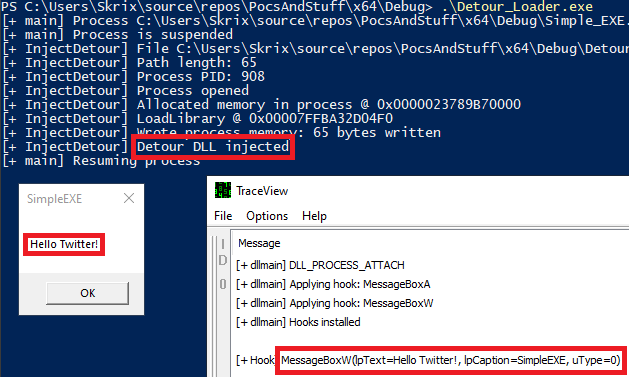 PS C:\Users\Skrix\source\repos\PocsAndStuff\x64\Debug> .\Detour_Loader.exe
[+ main] Process C:\Users\Skrix\source\repos\PocsAndStuff\x64\Debug\Simple_EXE.
[+ main] Process is suspended
[+ InjectDetour] File C:\Users\Skrix\source\repos\PocsAndStuff\x64\Debug\Detour
[+ InjectDetour] Path length: 65
[+ InjectDetour] Process PID: 908
[+ InjectDetour] Process opened
[+ InjectDetour] Allocated memory in process @ 0x0000023789B70000
[+ InjectDetour] LoadLibrary @ 0x00007FFBA32D04F0
[+ InjectDetour] Wrote process memory: 65 bytes written
[+ InjectDetour] Detour DLL injected
[+ main] Resuming process
SimpleEXE
Hello Twitter!
OK
TraceView
File Options Help
I
D
0
Message
[+ dllmain] DLL_PROCESS_ATTACH
[+ dllmain] Applying hook: MessageBoxA
[+ dllmain] Applying hook: MessageBoxW
[+ dllmain] Hooks installed
[+ Hook MessageBoxW(lpText=Hello Twitter!, lpCaption=SimpleEXE, uType=0)